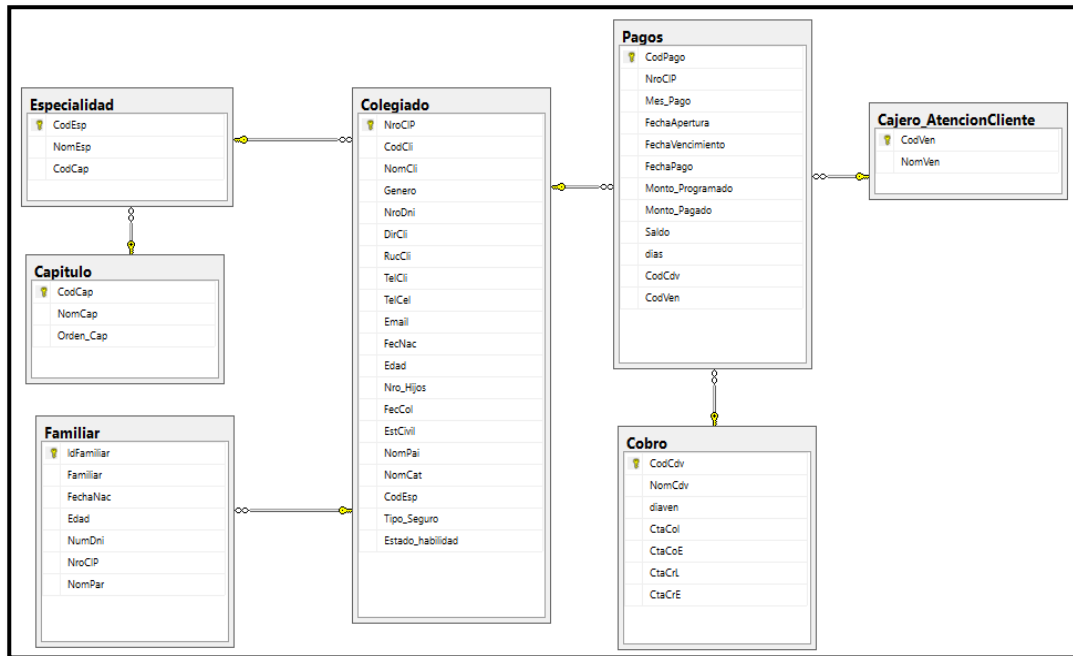 Especialidad
CodEsp
NomEsp
CodCap
Capitulo
CodCap
NomCap
Orden_Cap
Familiar
IdFamiliar
Familiar
FechaNac
Edad
NumDni
NroCIP
NomPar
Colegiado
NroCIP
CodCli
NomCli
Genero
NroDni
DirCli
RucCli
TelCli
TelCel
Email
FecNac
Edad
Nro_Hijos
FecCol
EstCivil
NomPai
NomCat
CodEsp
Tipo_Seguro
Estado_habilidad
Pagos
CodPago
NroCIP
Mes_Pago
FechaApertura
FechaVencimiento
FechaPago
Monto_Programado
Monto_Pagado
Saldo
dias
CodCdv
CodVen
Cobro
CodCdv
NomCdv
diaven
CtaCol
CtaCoE
CtaCrL
CtaCrE
Cajero_AtencionCliente
CodVen
NomVen